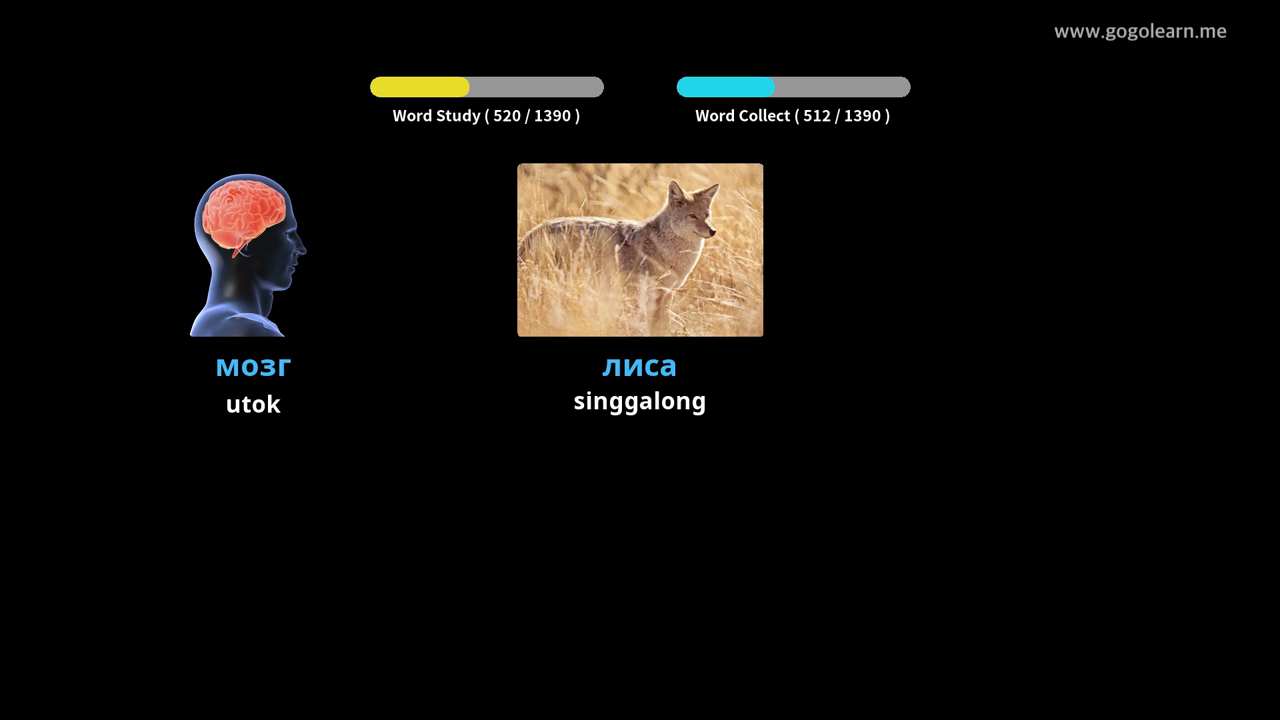 www.gogolearn.me
Word Study ( 520 / 1390 )
Word Collect ( 512 / 1390 )
мозг
utok
лиса
singgalong